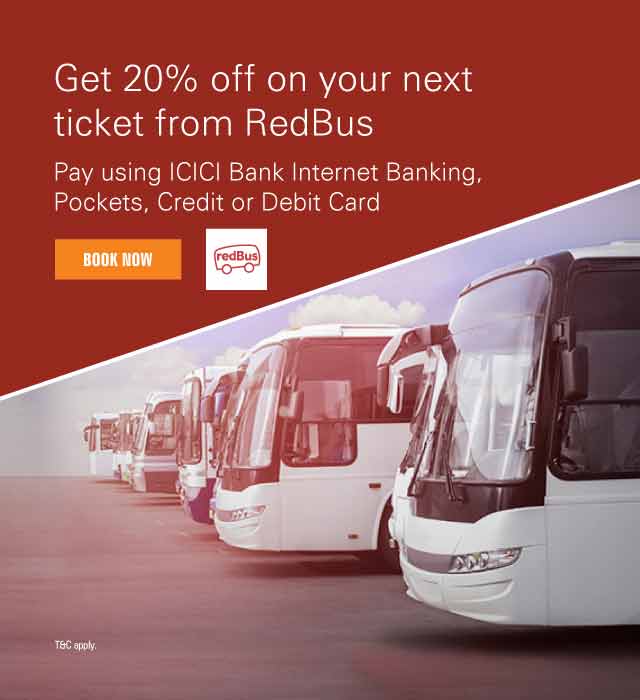 Get 20% off on your next
ticket from RedBus
Pay using ICICI Bank Internet Banking,
Pockets, Credit or Debit Card
BOOK NOW
redBus
T&C apply.